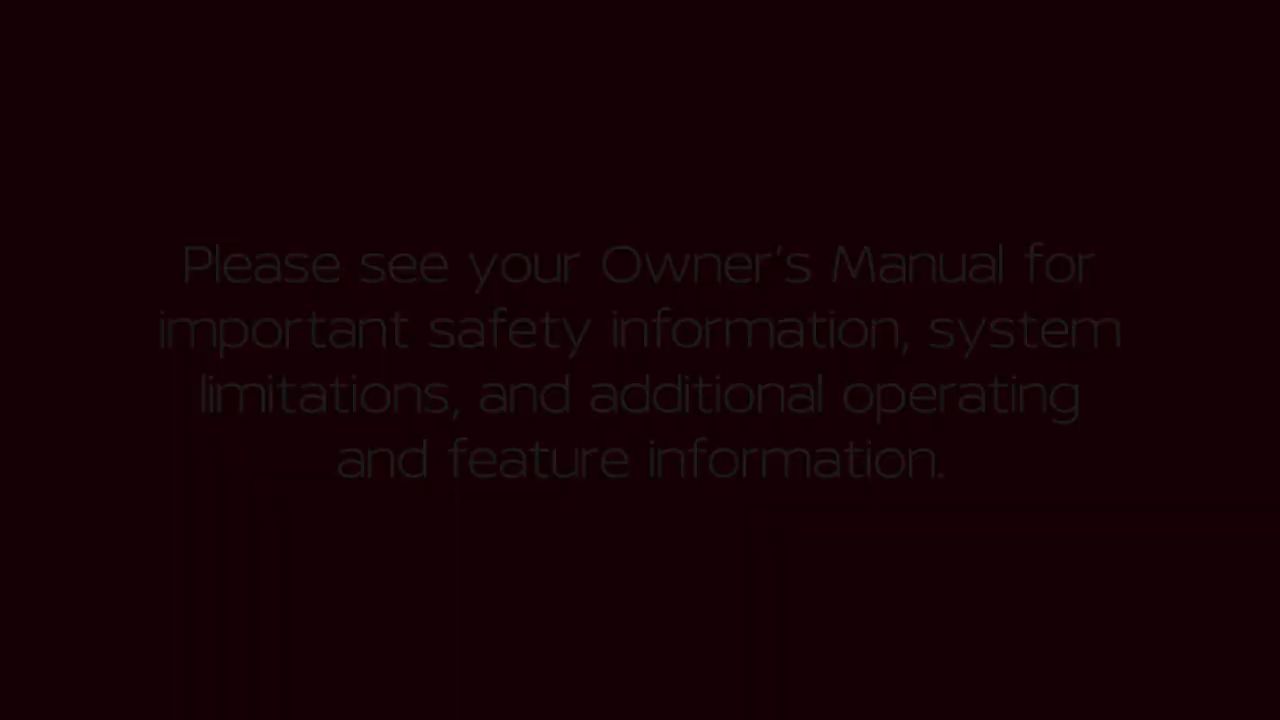 Please see your Owner's Manual for
important safety information, system
limitations, and additional operating
and feature information.